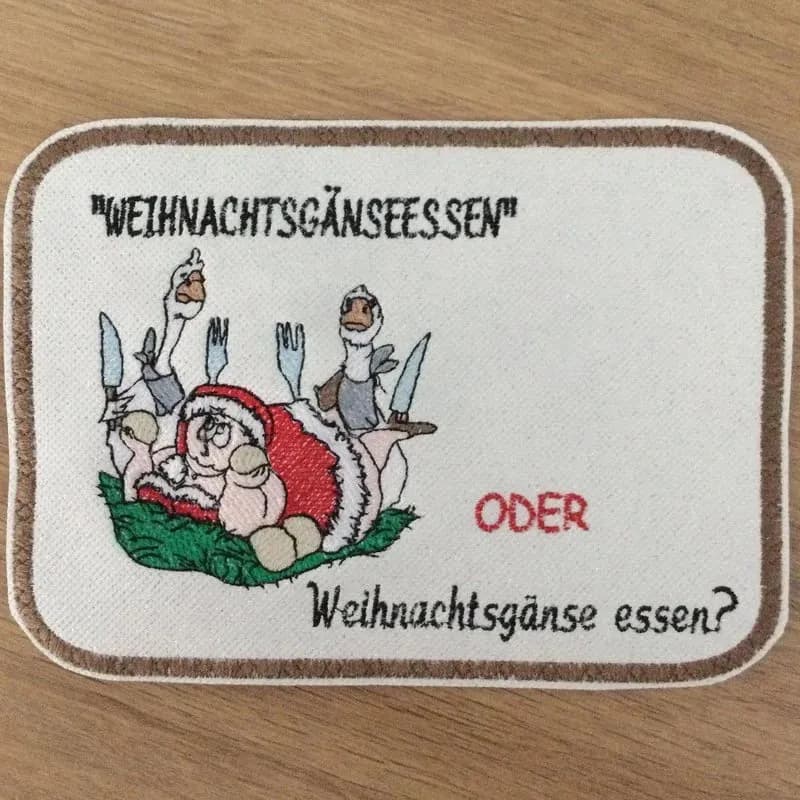 "WEIHNACHTSGÄNSEESSEN"
ODER
Weihnachtsgänse essen?